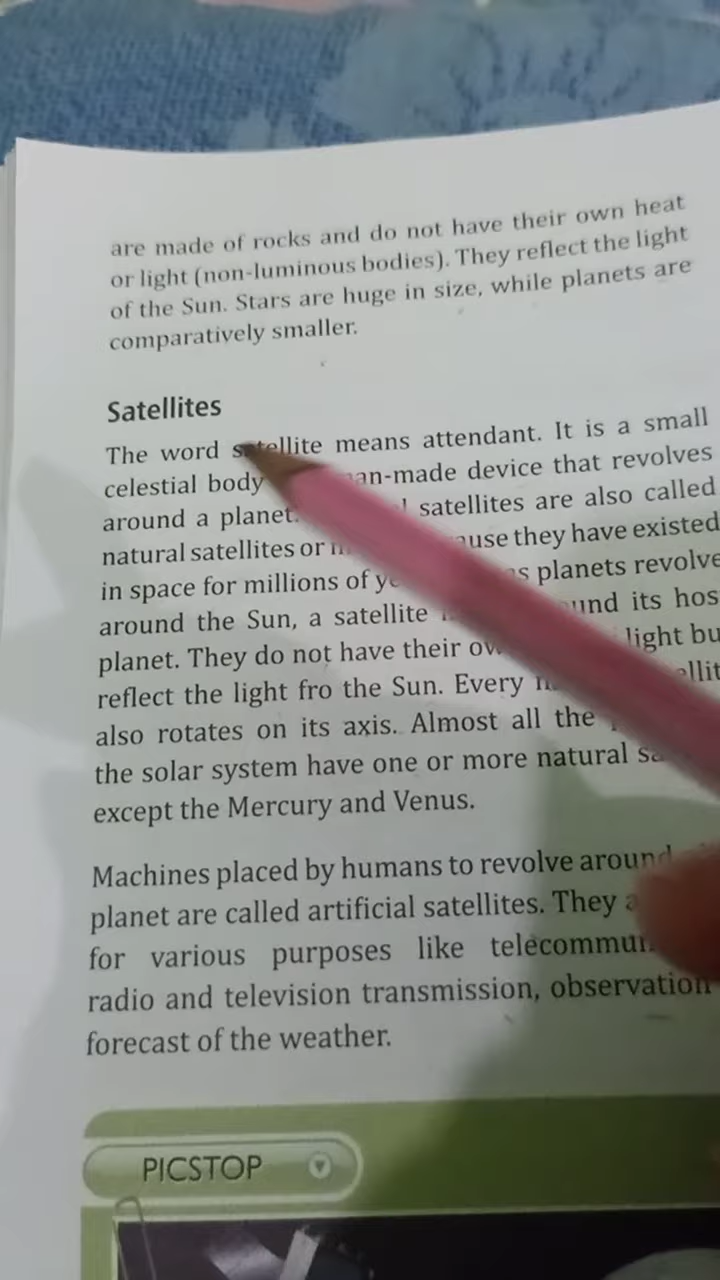 are made of rocks and do not have their own heat
or light (non-luminous bodies). They reflect the light
of the Sun. Stars are huge in size, while planets are
comparatively smaller.
Satellites
The word satellite means attendant. It is a small
celestial body man-made device that revolves
around a planet. satellites are also called
natural satellites or they have existed
in space for millions of planets revolve
around the Sun, a satellite its
planet. They do not have their light
reflect the light fro the Sun. Every
also rotates on its axis. Almost all the
the solar system have one or more natural
except the Mercury and Venus.
Machines placed by humans to revolve around
planet are called artificial satellites. They
for various purposes like
radio and television transmission, observation
forecast of the weather.
PICSTOP